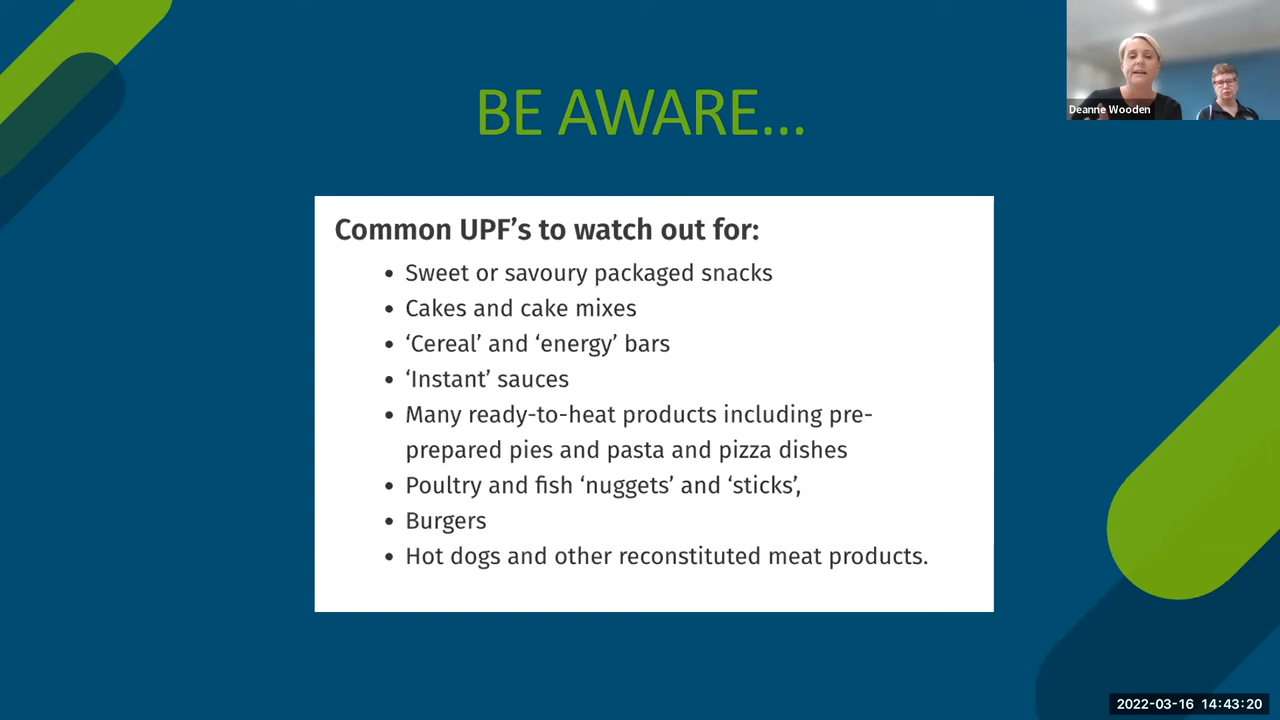 BE AWARE...
Deanne Wooden
Common UPF’s to watch out for:
• Sweet or savoury packaged snacks
• Cakes and cake mixes
• ‘Cereal’ and ‘energy’ bars
• ‘Instant’ sauces
• Many ready-to-heat products including pre-
prepared pies and pasta and pizza dishes
• Poultry and fish ‘nuggets’ and ‘sticks’,
• Burgers
• Hot dogs and other reconstituted meat products.
2022-03-16 14:43:20